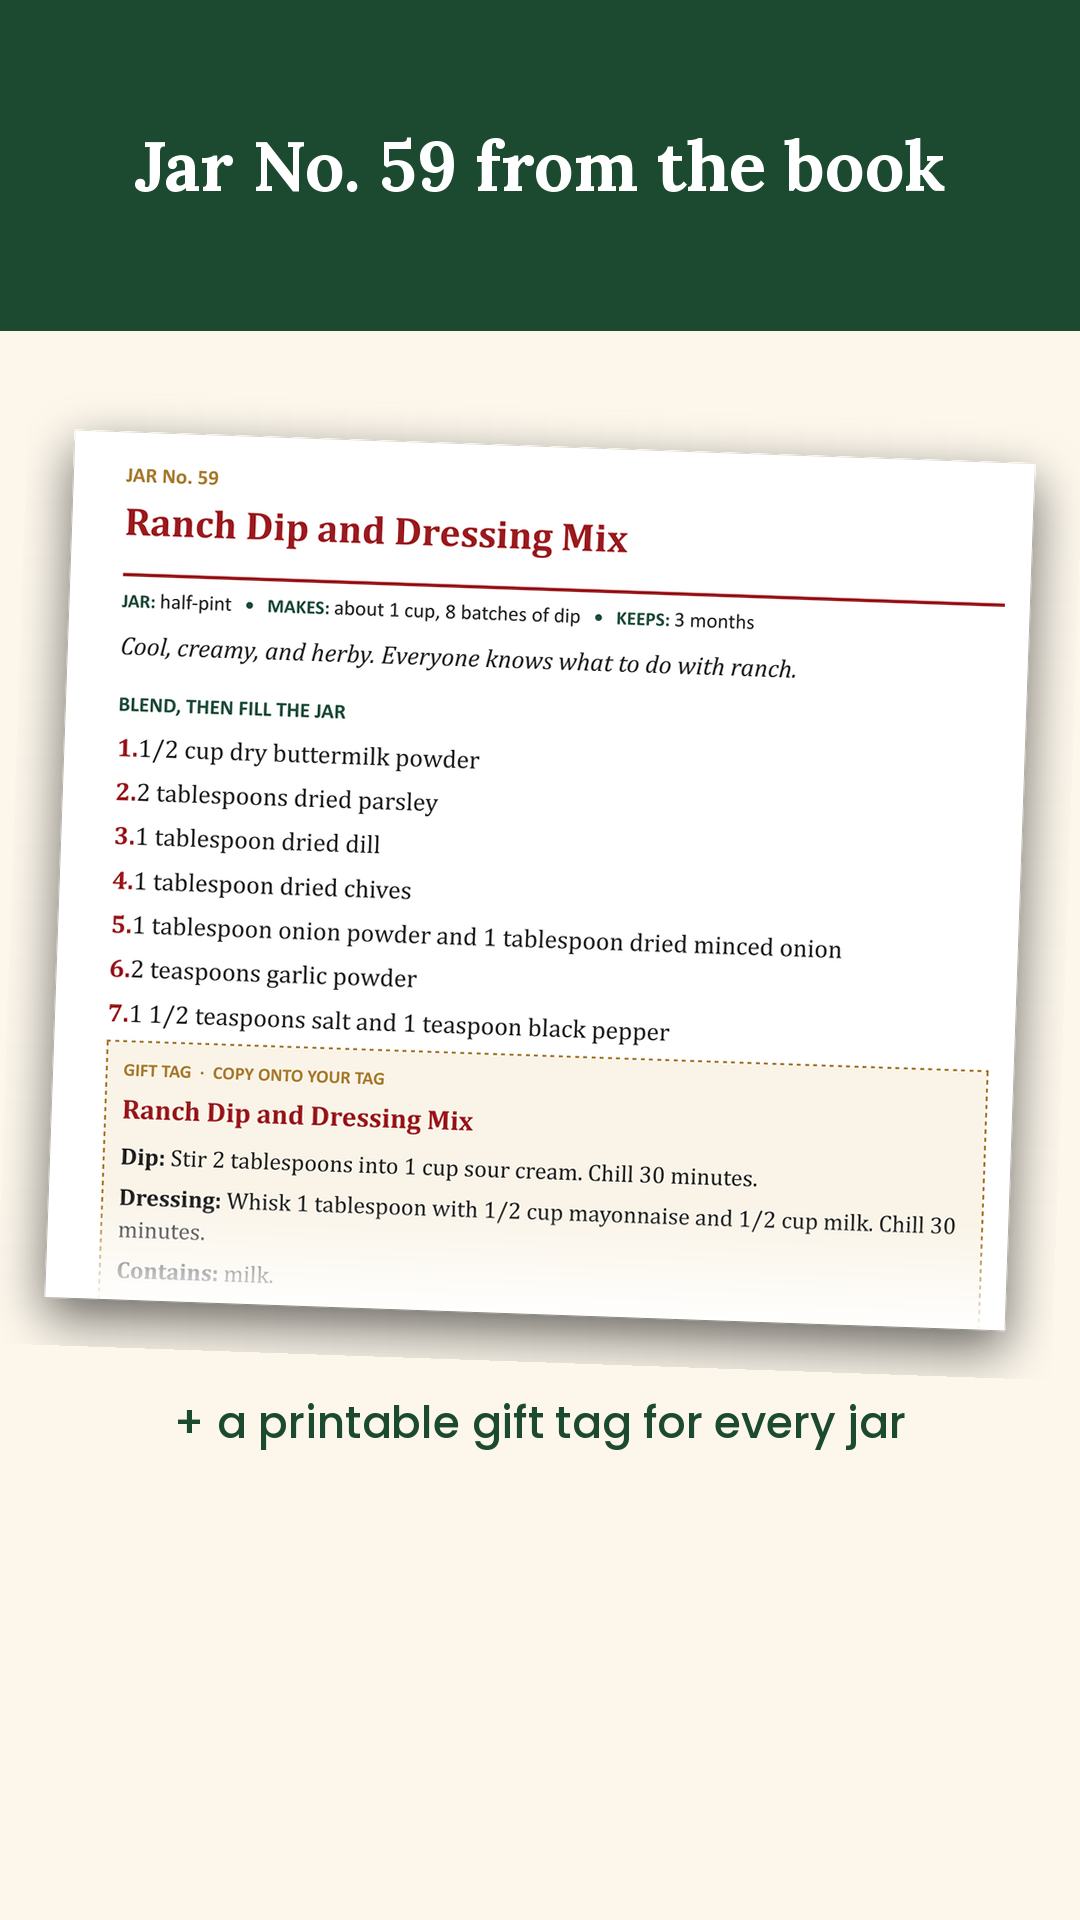 Jar No. 59 from the book
JAR No. 59
Ranch Dip and Dressing Mix
JAR: half-pint • MAKES: about 1 cup, 8 batches of dip • KEEPS: 3 months
Cool, creamy, and herby. Everyone knows what to do with ranch.
BLEND, THEN FILL THE JAR
1.1/2 cup dry buttermilk powder
2.2 tablespoons dried parsley
3.1 tablespoon dried dill
4.1 tablespoon dried chives
5.1 tablespoon onion powder and 1 tablespoon dried minced onion
6.2 teaspoons garlic powder
7.1 1/2 teaspoons salt and 1 teaspoon black pepper
GIFT TAG · COPY ONTO YOUR TAG
Ranch Dip and Dressing Mix
Dip: Stir 2 tablespoons into 1 cup sour cream. Chill 30 minutes.
Dressing: Whisk 1 tablespoon with 1/2 cup mayonnaise and 1/2 cup milk. Chill 30
minutes.
Contains: milk.
+ a printable gift tag for every jar